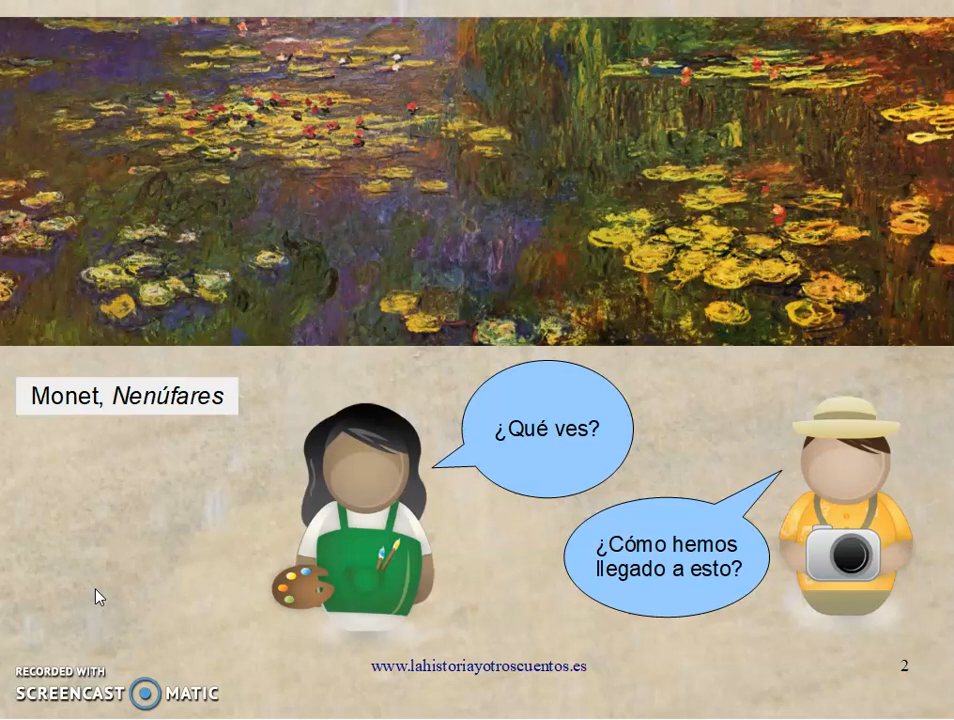 Monet, Nenúfares
¿Qué ves?
¿Cómo hemos
llegado a esto?
RECORDED WITH
SCREENCAST MATIC
www.lahistoriayotroscuentos.es
2